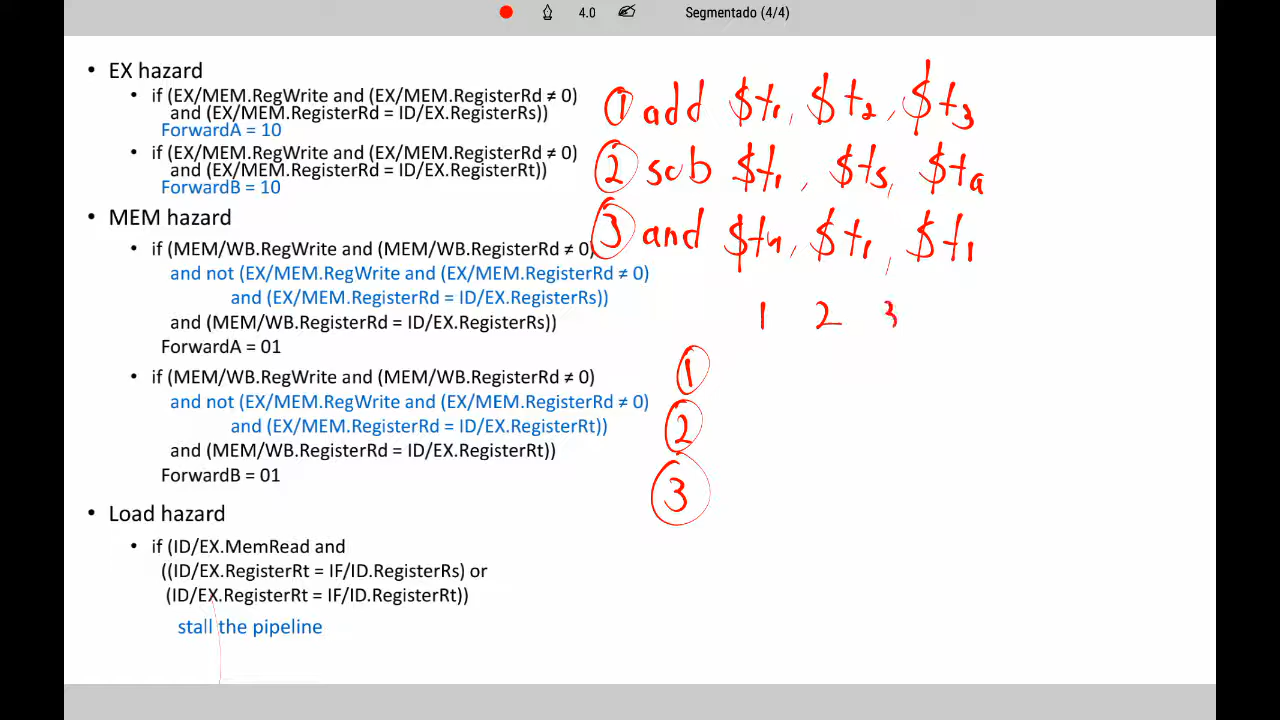 4.0 Segmentado (4/4)
• EX hazard
• if (EX/MEM.RegWrite and (EX/MEM.RegisterRd ≠ 0)
and (EX/MEM.RegisterRd = ID/EX.RegisterRs))
ForwardA = 10
• if (EX/MEM.RegWrite and (EX/MEM.RegisterRd ≠ 0)
and (EX/MEM.RegisterRd = ID/EX.RegisterRt))
ForwardB = 10
• MEM hazard
• if (MEM/WB.RegWrite and (MEM/WB.RegisterRd ≠ 0)
and not (EX/MEM.RegWrite and (EX/MEM.RegisterRd ≠ 0)
and (EX/MEM.RegisterRd = ID/EX.RegisterRs))
and (MEM/WB.RegisterRd = ID/EX.RegisterRs))
ForwardA = 01
• if (MEM/WB.RegWrite and (MEM/WB.RegisterRd ≠ 0)
and not (EX/MEM.RegWrite and (EX/MEM.RegisterRd ≠ 0)
and (EX/MEM.RegisterRd = ID/EX.RegisterRt))
and (MEM/WB.RegisterRd = ID/EX.RegisterRt))
ForwardB = 01
• Load hazard
• if (ID/EX.MemRead and
((ID/EX.RegisterRt = IF/ID.RegisterRs) or
(ID/EX.RegisterRt = IF/ID.RegisterRt))
stall the pipeline
1 add $t1, $t2, $t3
2 sub $t1, $t5,
3 and $t4, $t1, $t1
1 2 3
1
2
3